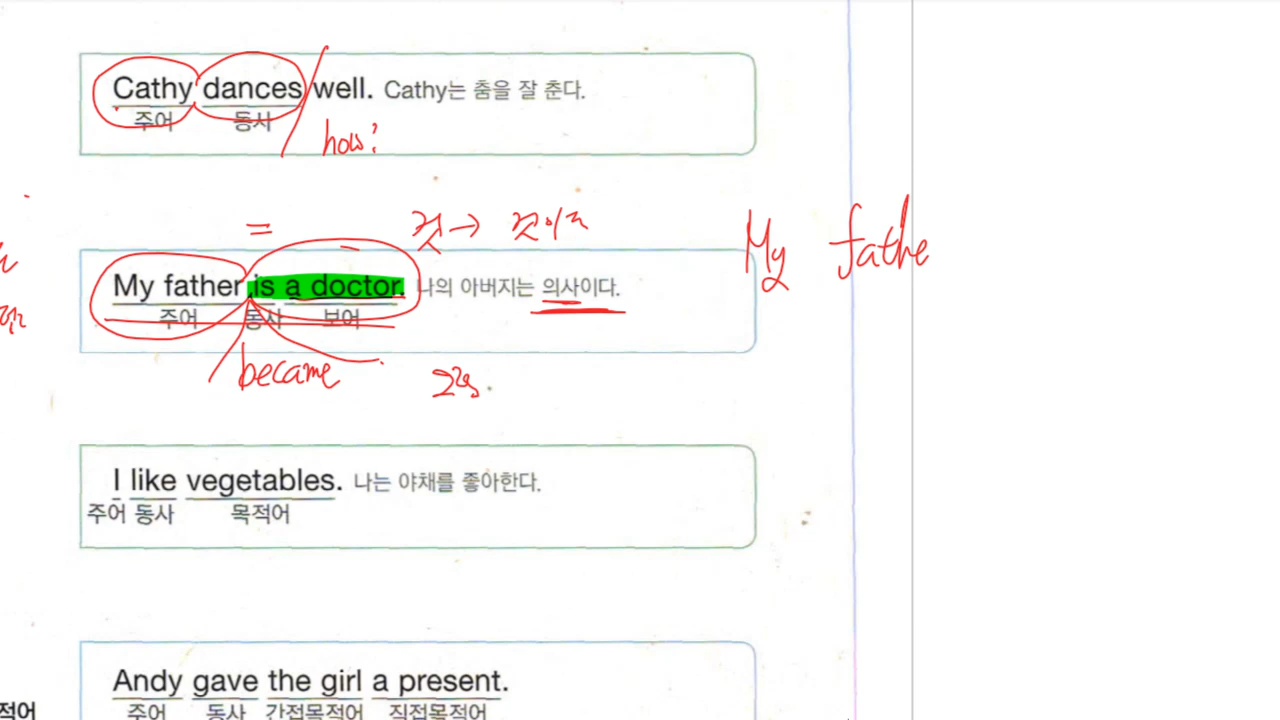 Cathy dances well. Cathy는 춤을 잘 춘다.
주어 동사
how?
=
것→ 것이다
My fathe
My father is a doctor. 나의 아버지는 의사이다.
주어 동사 보어
became
I like vegetables. 나는 야채를 좋아한다.
주어 동사 목적어
Andy gave the girl a present.
적어 주어 동사 간접목적어 직접목적어